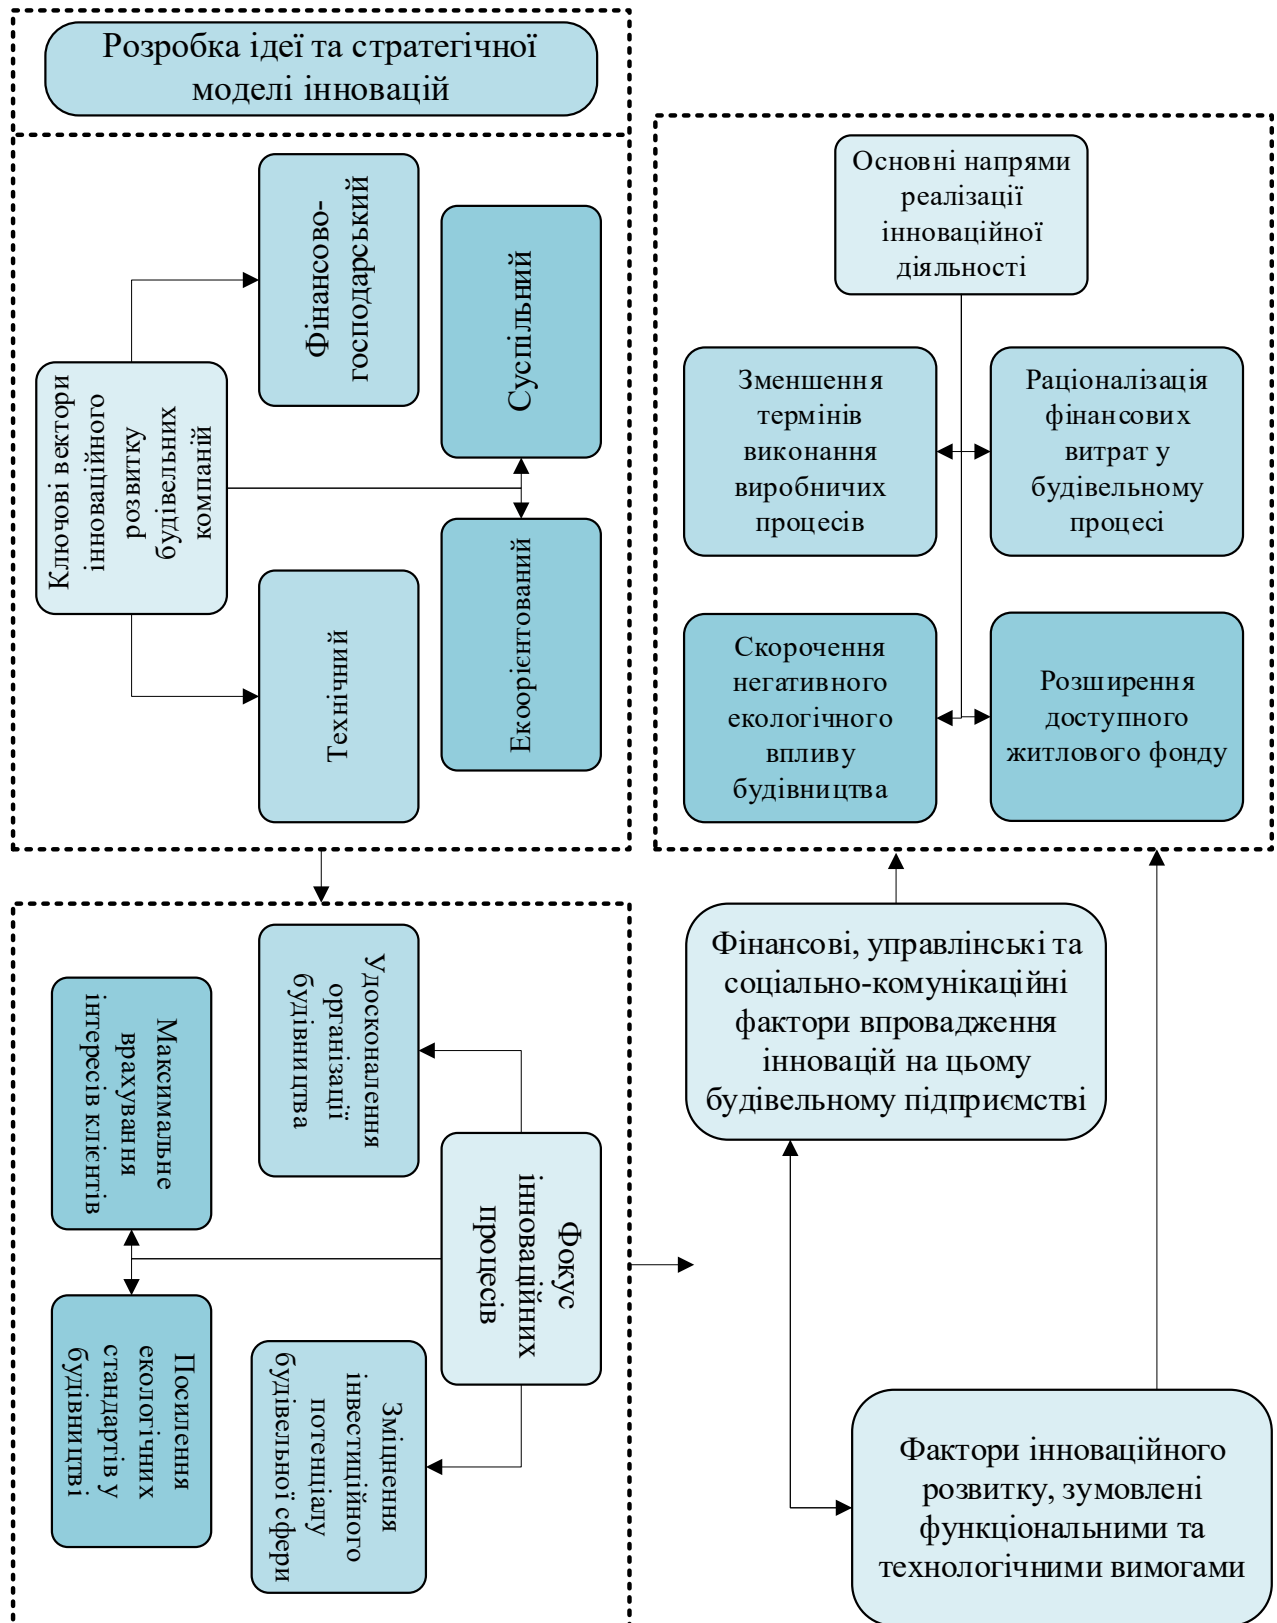 Розробка ідеї та стратегічної
моделі інновацій
Ключові вектори
інноваційного
розвитку
будівельних
компаній
Фінансово-
господарський
Суспільний
Технічний
Екоорієнтований
Основні напрями
реалізації
інноваційної
діяльності
Зменшення
термінів
виконання
виробничих
процесів
Раціоналізація
фінансових
витрат у
будівельному
процесі
Скорочення
негативного
екологічного
впливу
будівництва
Розширення
доступного
житлового фонду
Удосконалення
організації
будівництва
Максимальне
врахування
інтересів клієнтів
Фокус
інноваційних
процесів
Посилення
екологічних
стандартів у
будівництві
Зміцнення
інвестиційного
потенціалу
будівельної сфери
Фінансові, управлінські та
соціально-комунікаційні
фактори впровадження
інновацій на цьому
будівельному підприємстві
Фактори інноваційного
розвитку, зумовлені
функціональними та
технологічними вимогами